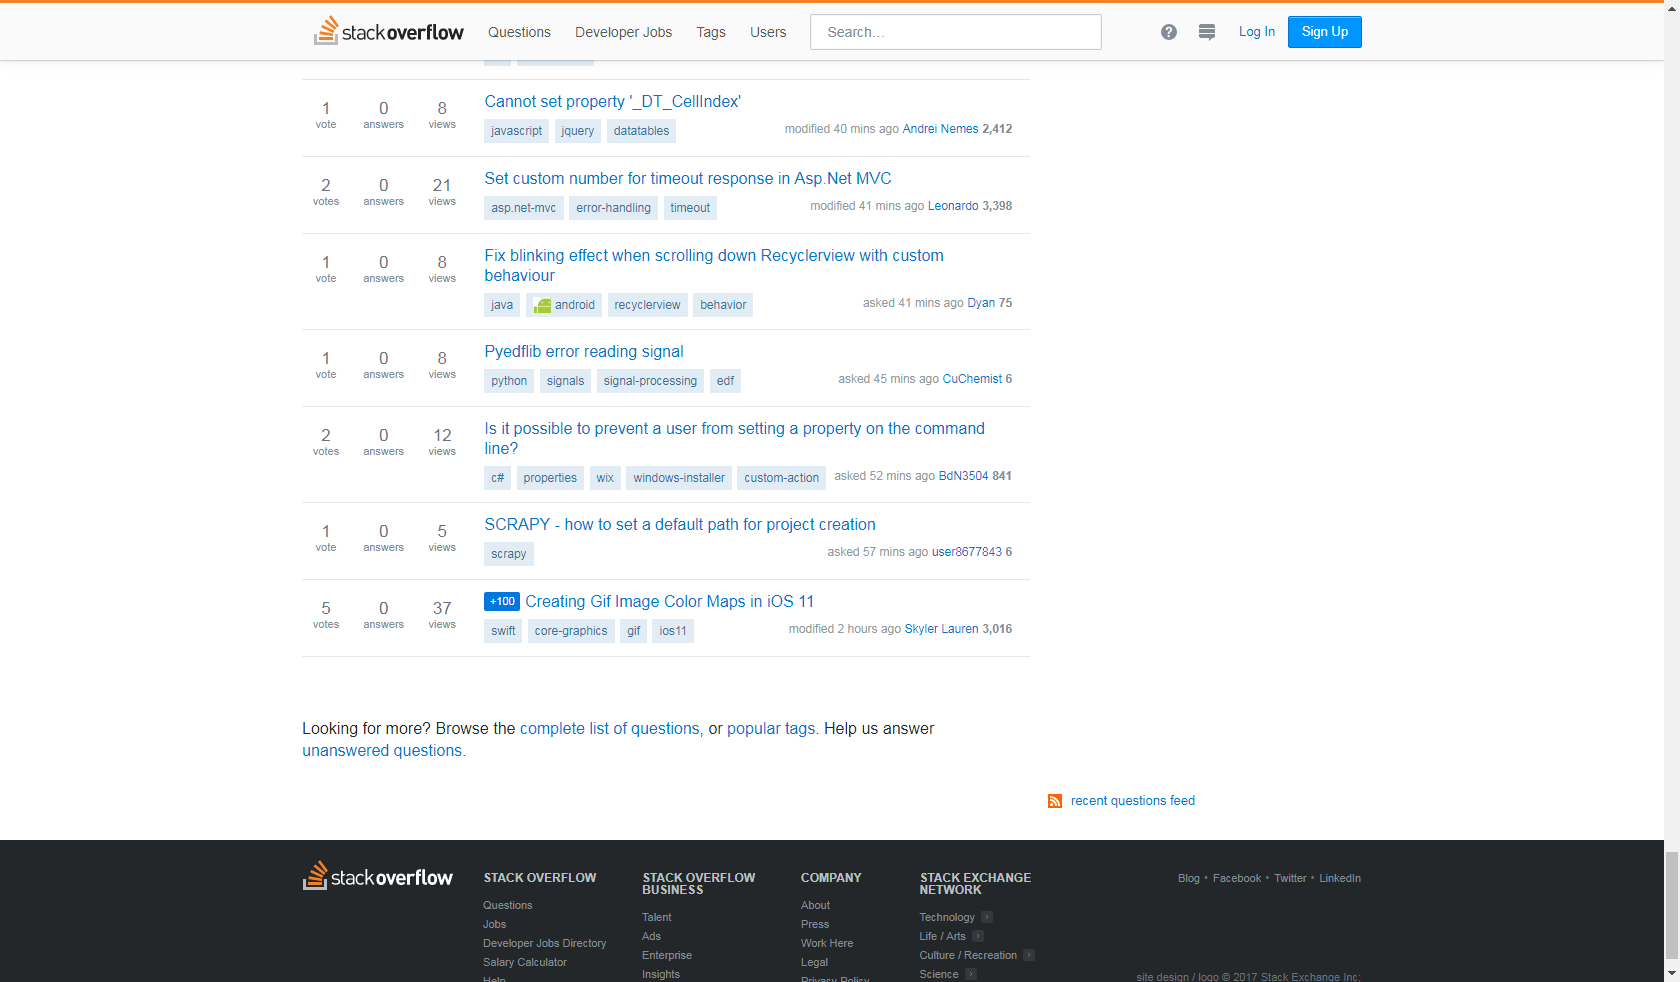 stackoverflow Questions Developer Jobs Tags Users Search... Log In Sign Up
Cannot set property '_DT_CellIndex'
1 0 8
vote answers views
javascript jquery datatables modified 40 mins ago Andrei Nemes 2,412
Set custom number for timeout response in Asp.Net MVC
2 0 21
votes answers views
asp.net-mvc error-handling timeout modified 41 mins ago Leonardo 3,398
Fix blinking effect when scrolling down Recyclerview with custom
behaviour
1 0 8
vote answers views
java android recyclerview behavior asked 41 mins ago Dyan 75
Pyedflib error reading signal
1 0 8
vote answers views
python signals signal-processing edf asked 45 mins ago CuChemist 6
Is it possible to prevent a user from setting a property on the command
line?
2 0 12
votes answers views
c# properties wix windows-installer custom-action asked 52 mins ago BdN3504 841
SCRAPY - how to set a default path for project creation
1 0 5
vote answers views
scrapy asked 57 mins ago user8677843 6
+100 Creating Gif Image Color Maps in iOS 11
5 0 37
votes answers views
swift core-graphics gif ios11 modified 2 hours ago Skyler Lauren 3,016
Looking for more? Browse the complete list of questions, or popular tags. Help us answer
unanswered questions.
recent questions feed
stackoverflow
STACK OVERFLOW
Questions
Jobs
Developer Jobs Directory
Salary Calculator
Help
STACK OVERFLOW
BUSINESS
Talent
Ads
Enterprise
Insights
COMPANY
About
Press
Work Here
Legal
Privacy Policy
STACK EXCHANGE
NETWORK
Technology
Life / Arts
Culture / Recreation
Science
Blog • Facebook • Twitter • LinkedIn
site design / logo © 2017 Stack Exchange Inc;